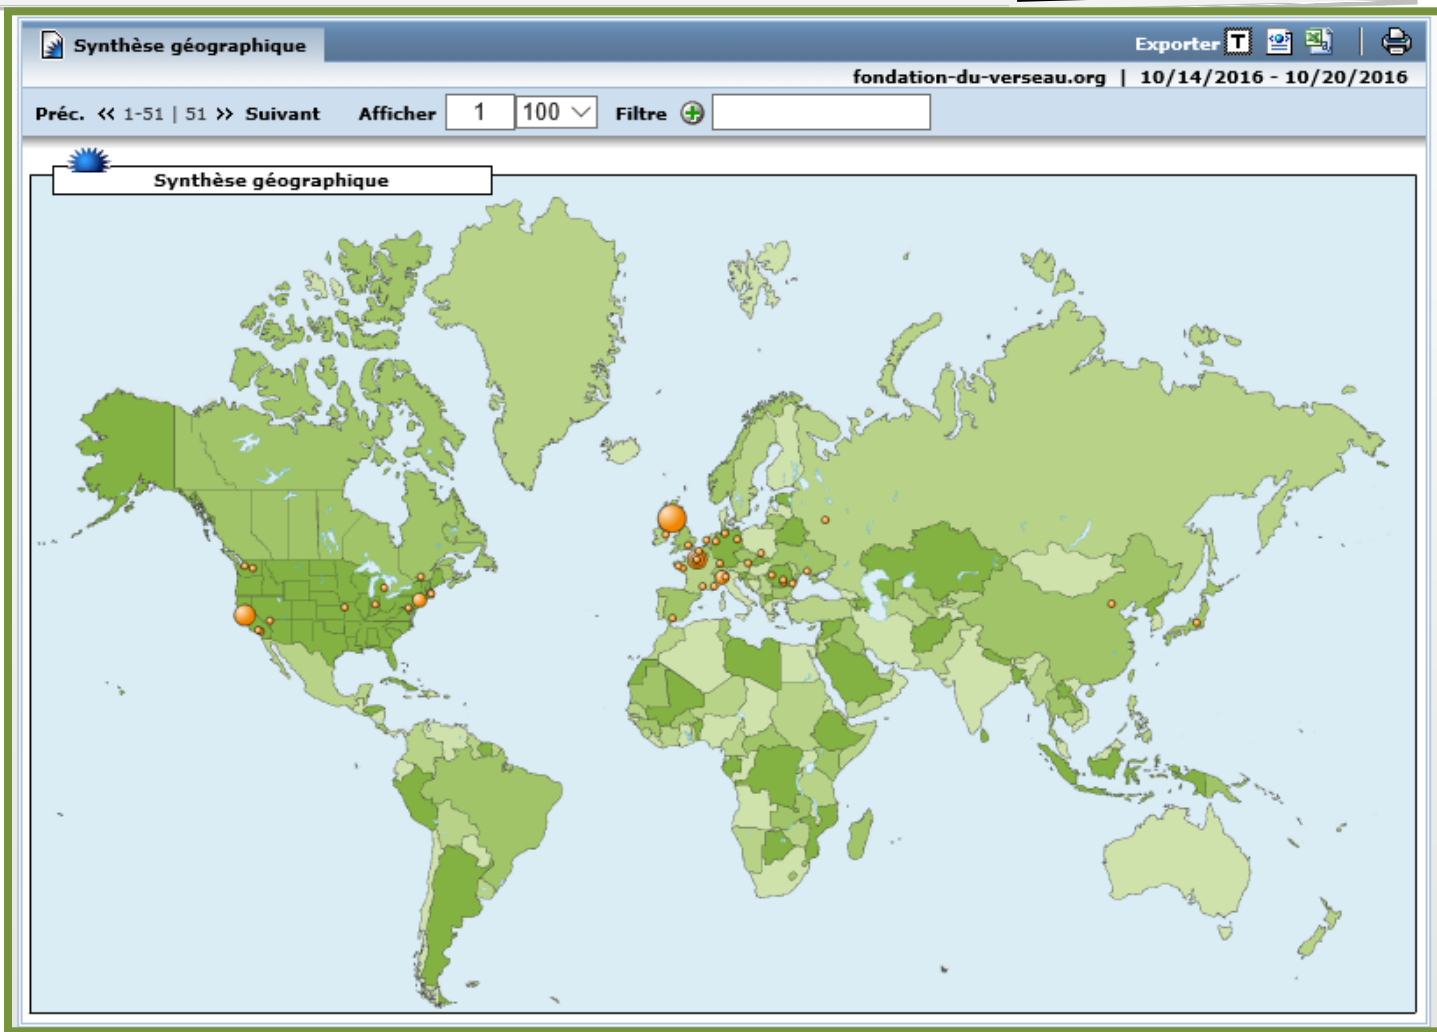 Synthèse géographique
Exporter T
fondation-du-verseau.org | 10/14/2016 - 10/20/2016
Préc. << 1-51 | 51 >> Suivant Afficher 1 100 Filtre
Synthèse géographique